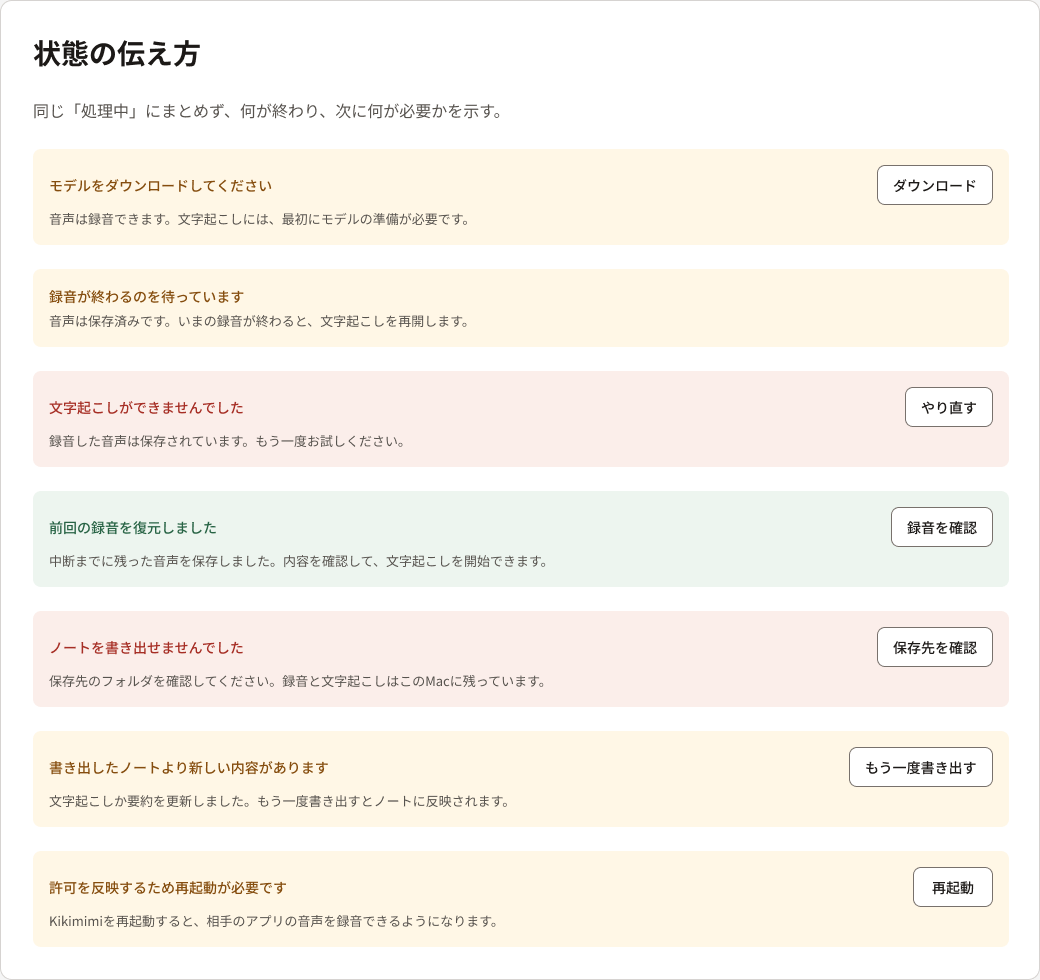 状態の伝え方
同じ「処理中」にまとめず、何が終わり、次に何が必要かを示す。
モデルをダウンロードしてください
ダウンロード
音声は録音できます。文字起こしには、最初にモデルの準備が必要です。
録音が終わるのを待っています
音声は保存済みです。いまの録音が終わると、文字起こしを再開します。
文字起こしができませんでした
やり直す
録音した音声は保存されています。もう一度お試しください。
前回の録音を復元しました
録音を確認
中断までに残った音声を保存しました。内容を確認して、文字起こしを開始できます。
ノートを書き出せませんでした
保存先を確認
保存先のフォルダを確認してください。録音と文字起こしはこのMacに残っています。
書き出したノートより新しい内容があります
もう一度書き出す
文字起こしか要約を更新しました。もう一度書き出すとノートに反映されます。
許可を反映するため再起動が必要です
再起動
Kikimimiを再起動すると、相手のアプリの音声を録音できるようになります。